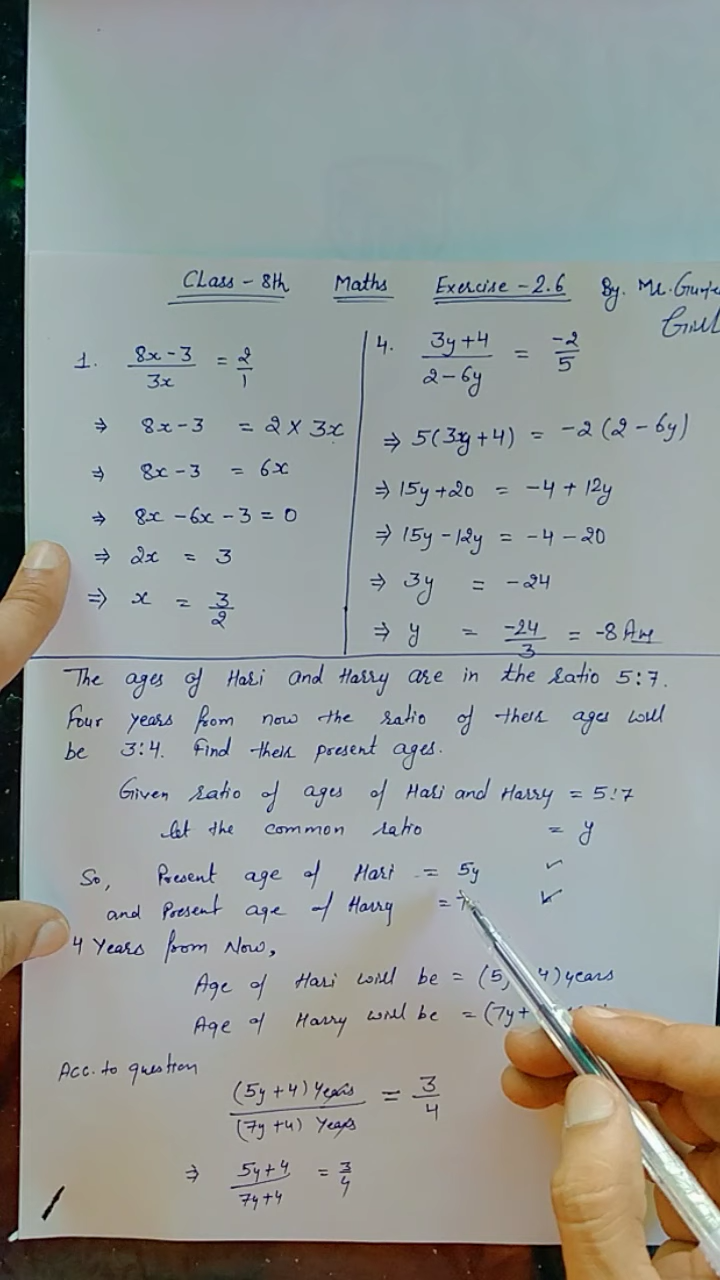 Class - 8th Maths Exercise - 2.6 By. Mr.
1. (8x - 3)/(3x) = 2/1
⇒ 8x - 3 = 2 × 3x
⇒ 8x - 3 = 6x
⇒ 8x - 6x - 3 = 0
⇒ 2x = 3
⇒ x = 3/2
4. (3y + 4)/(2 - 6y) = -2/5
⇒ 5(3y + 4) = -2(2 - 6y)
⇒ 15y + 20 = -4 + 12y
⇒ 15y - 12y = -4 - 20
⇒ 3y = -24
⇒ y = -24/3 = -8 Ans
The ages of Hari and Harry are in the ratio 5:7.
Four years from now the ratio of their ages will
be 3:4. Find their present ages.
Given ratio of ages of Hari and Harry = 5:7
let the common ratio = y
So, Present age of Hari = 5y ✓
and Present age of Harry = 7 ✓
4 Years from Now,
Age of Hari will be = (5 4) years
Age of Harry will be = (7y +
Acc. to question
(5y + 4) Years/(7y + 4) Years = 3/4
⇒ (5y + 4)/(7y + 4) = 3/4